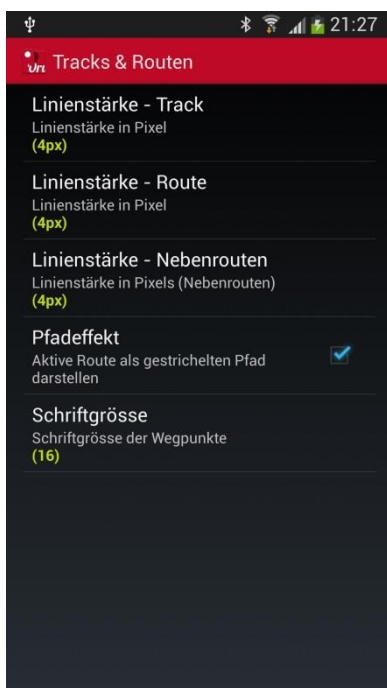 21:27
Tracks & Routen
Linienstärke - Track
Linienstärke in Pixel
(4px)
Linienstärke - Route
Linienstärke in Pixel
(4px)
Linienstärke - Nebenrouten
Linienstärke in Pixels (Nebenrouten)
(4px)
Pfadeffekt
Aktive Route als gestrichelten Pfad
darstellen
Schriftgrösse
Schriftgrösse der Wegpunkte
(16)